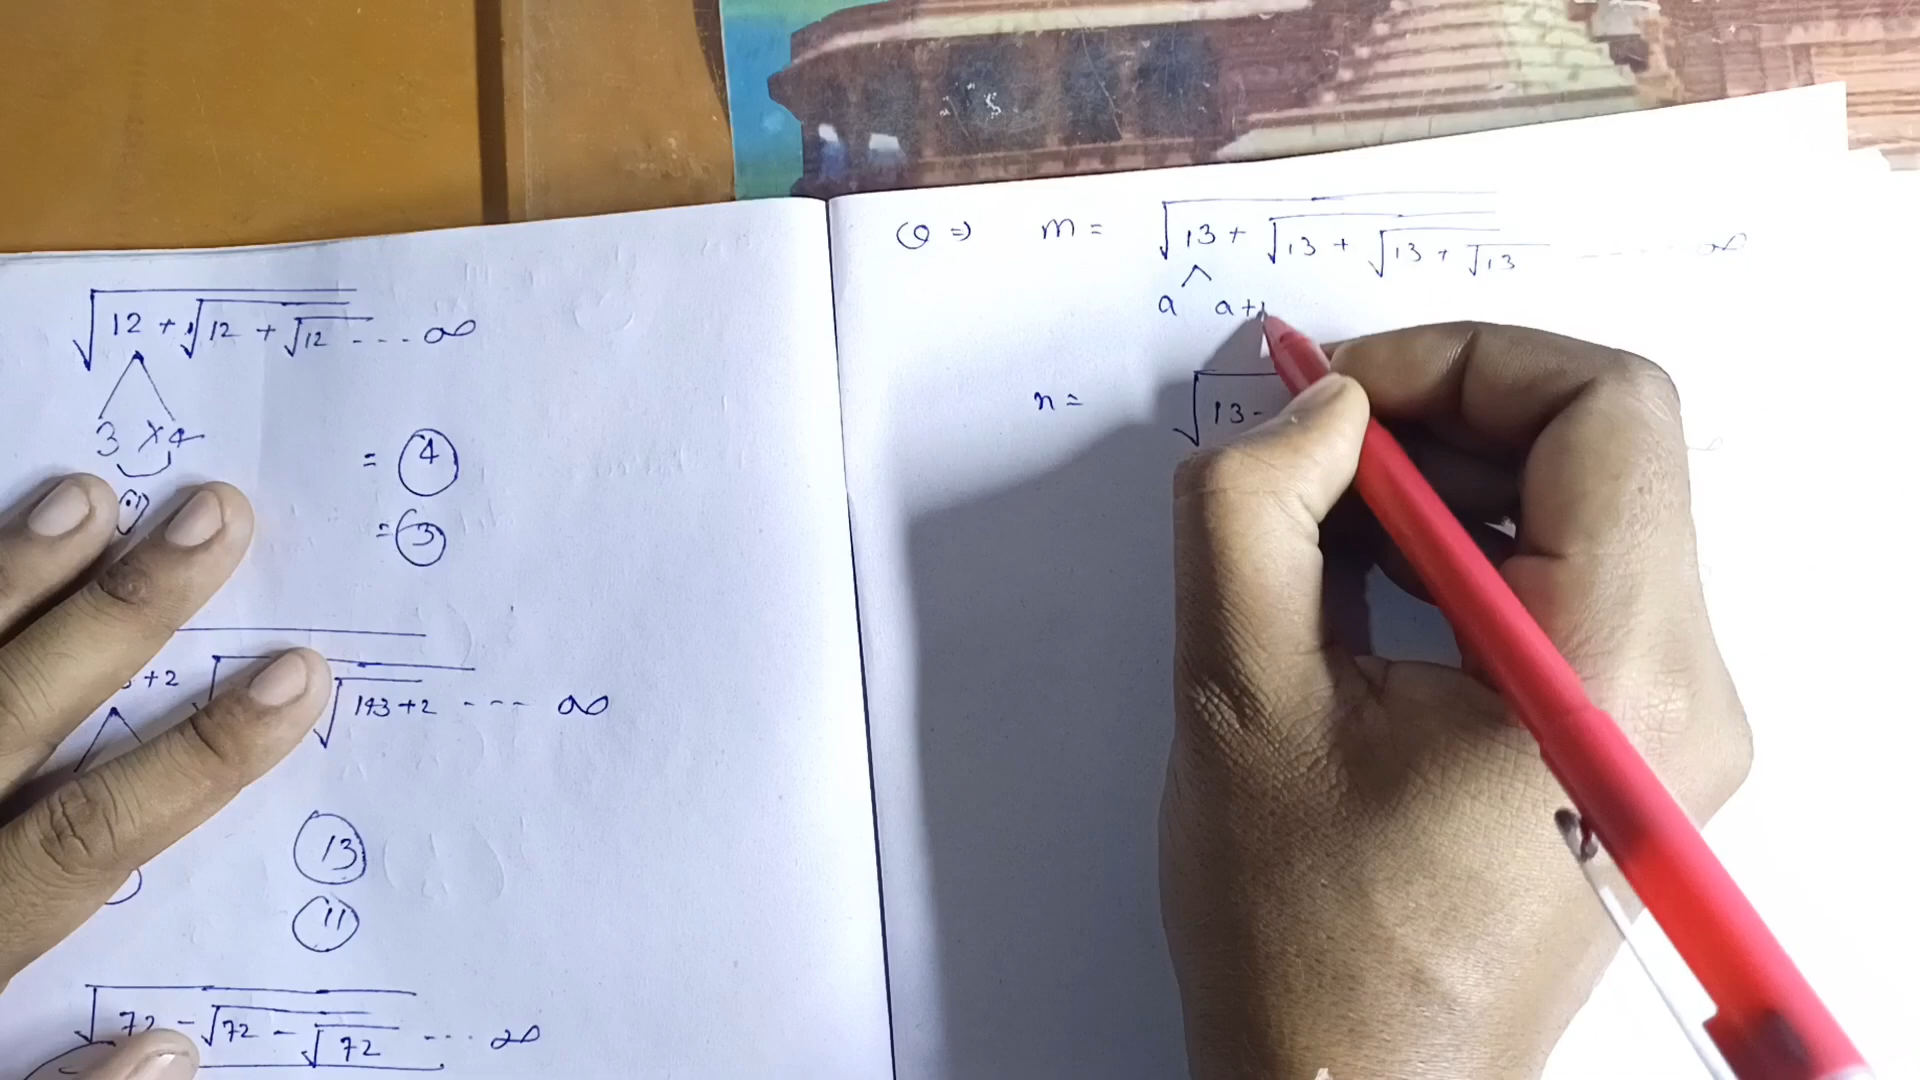 √12 + √12 + √12 --- ∞
3 × 4
= 4
= 3
+2 √ √143+2 --- ∞
13
11
√72 - √72 - √72 --- ∞
Q ⇒ m = √13 + √13 + √13 + √13 ---- ∞
a a+1
n = √13 -